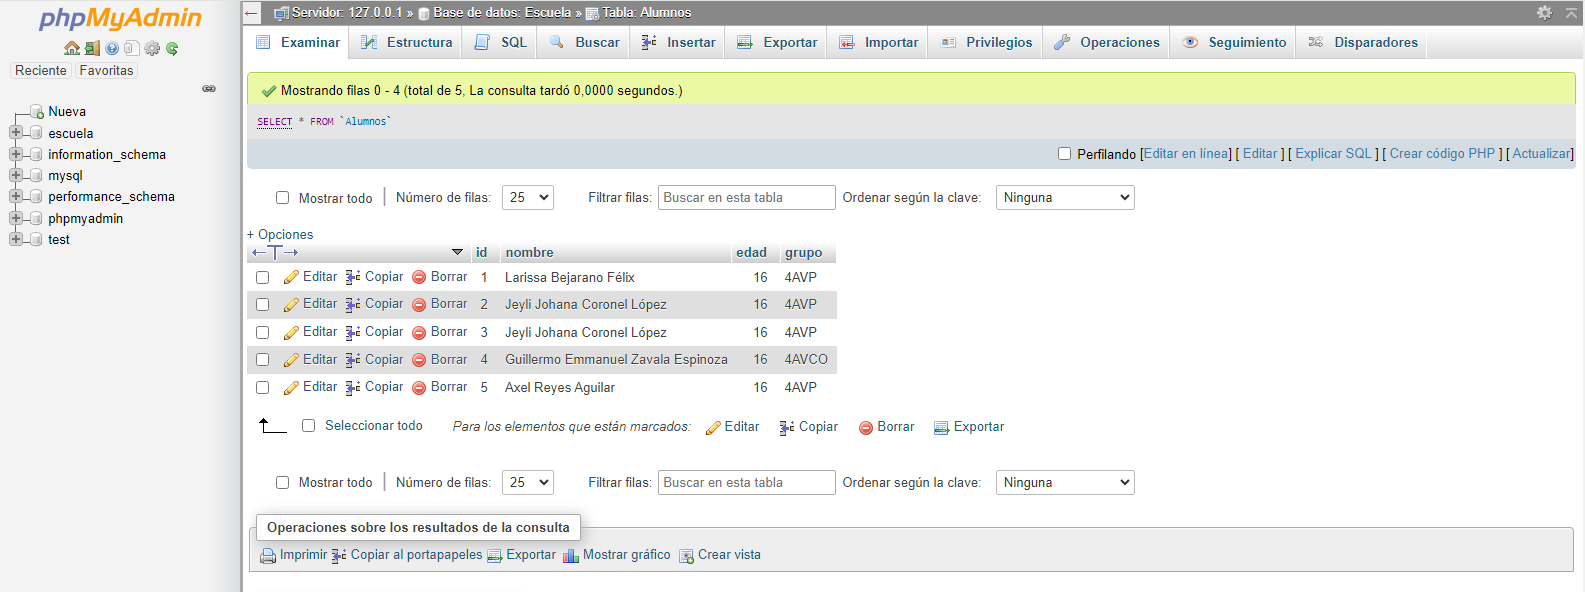 phpMyAdmin
Reciente Favoritas
Nueva
escuela
information_schema
mysql
performance_schema
phpmyadmin
test
Servidor: 127.0.0.1 » Base de datos: Escuela » Tabla: Alumnos
Examinar Estructura SQL Buscar Insertar Exportar Importar Privilegios Operaciones Seguimiento Disparadores
Mostrando filas 0 - 4 (total de 5, La consulta tardó 0,0000 segundos.)
SELECT * FROM `Alumnos`
Perfilando [Editar en línea] [ Editar ] [ Explicar SQL ] [ Crear código PHP ] [ Actualizar]
Mostrar todo Número de filas: 25 Filtrar filas: Buscar en esta tabla Ordenar según la clave: Ninguna
+ Opciones
←T→ id nombre edad grupo
Editar Copiar Borrar 1 Larissa Bejarano Félix 16 4AVP
Editar Copiar Borrar 2 Jeyli Johana Coronel López 16 4AVP
Editar Copiar Borrar 3 Jeyli Johana Coronel López 16 4AVP
Editar Copiar Borrar 4 Guillermo Emmanuel Zavala Espinoza 16 4AVCO
Editar Copiar Borrar 5 Axel Reyes Aguilar 16 4AVP
Seleccionar todo Para los elementos que están marcados: Editar Copiar Borrar Exportar
Mostrar todo Número de filas: 25 Filtrar filas: Buscar en esta tabla Ordenar según la clave: Ninguna
Operaciones sobre los resultados de la consulta
Imprimir Copiar al portapapeles Exportar Mostrar gráfico Crear vista